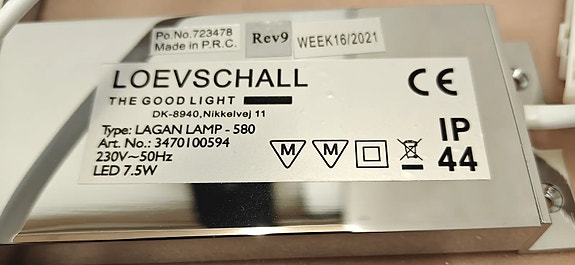 Po.No.723478
Made in P.R.C.
Rev9
WEEK16/2021
LOEVSCHALL
THE GOOD LIGHT
DK-8940,Nikkelvej 11
Type: LAGAN LAMP - 580
Art. No.: 3470100594
230V~50Hz
LED 7.5W
M
M
CE
IP
44